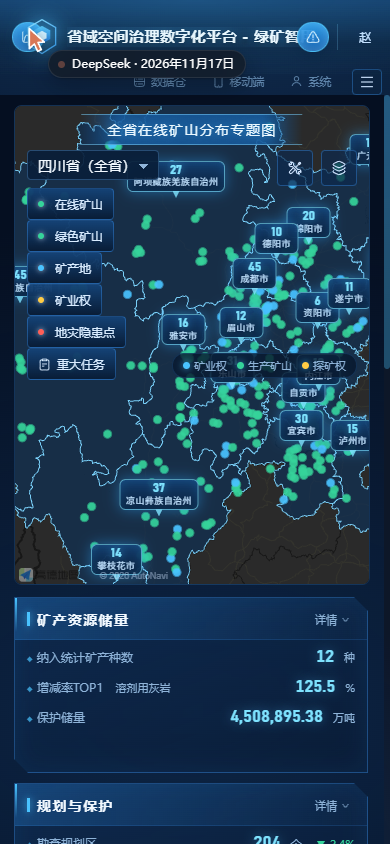 省域空间治理数字化平台 - 绿矿智
赵
DeepSeek · 2026年11月17日
数据仓
移动端
系统
全省在线矿山分布专题图
四川省（全省）
27
阿坝藏族羌族自治州
在线矿山
绿色矿山
矿产地
矿业权
地灾隐患点
重大任务
20
绵阳市
10
德阳市
45
成都市
11
遂宁市
6
资阳市
12
眉山市
16
雅安市
45
矿业权
生产矿山
探矿权
自贡市
30
宜宾市
15
泸州市
37
凉山彝族自治州
14
攀枝花市
AutoNavi
矿产资源储量
详情
纳入统计矿产种数
12 种
增减率TOP1 溶剂用灰岩
125.5 %
保护储量
4,508,895.38 万吨
规划与保护
详情
勘查规划区
204 个